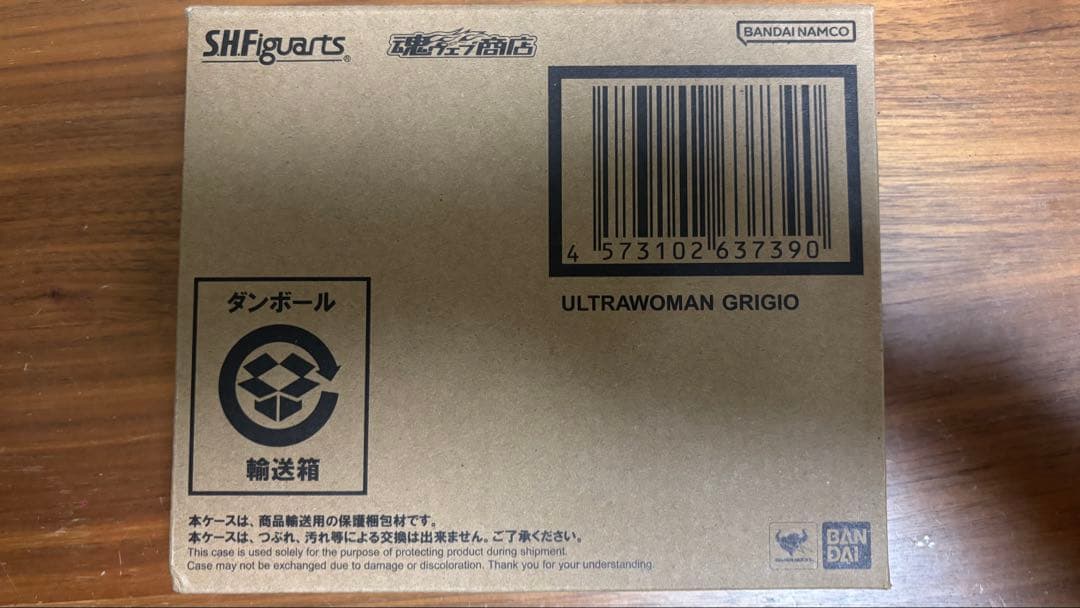 S.H.Figuarts®
魂ウェブ商店
BANDAI NAMCO
4 573102 637390
ULTRAWOMAN GRIGIO
ダンボール
輸送箱
本ケースは、商品輸送用の保護梱包材です。
本ケースは、つぶれ、汚れ等による交換は出来ません。ご了承ください。
This case is used solely for the purpose of protecting product during shipment.
Case may not be exchanged due to damage or discoloration. Thank you for your understanding.
BAN
DAI